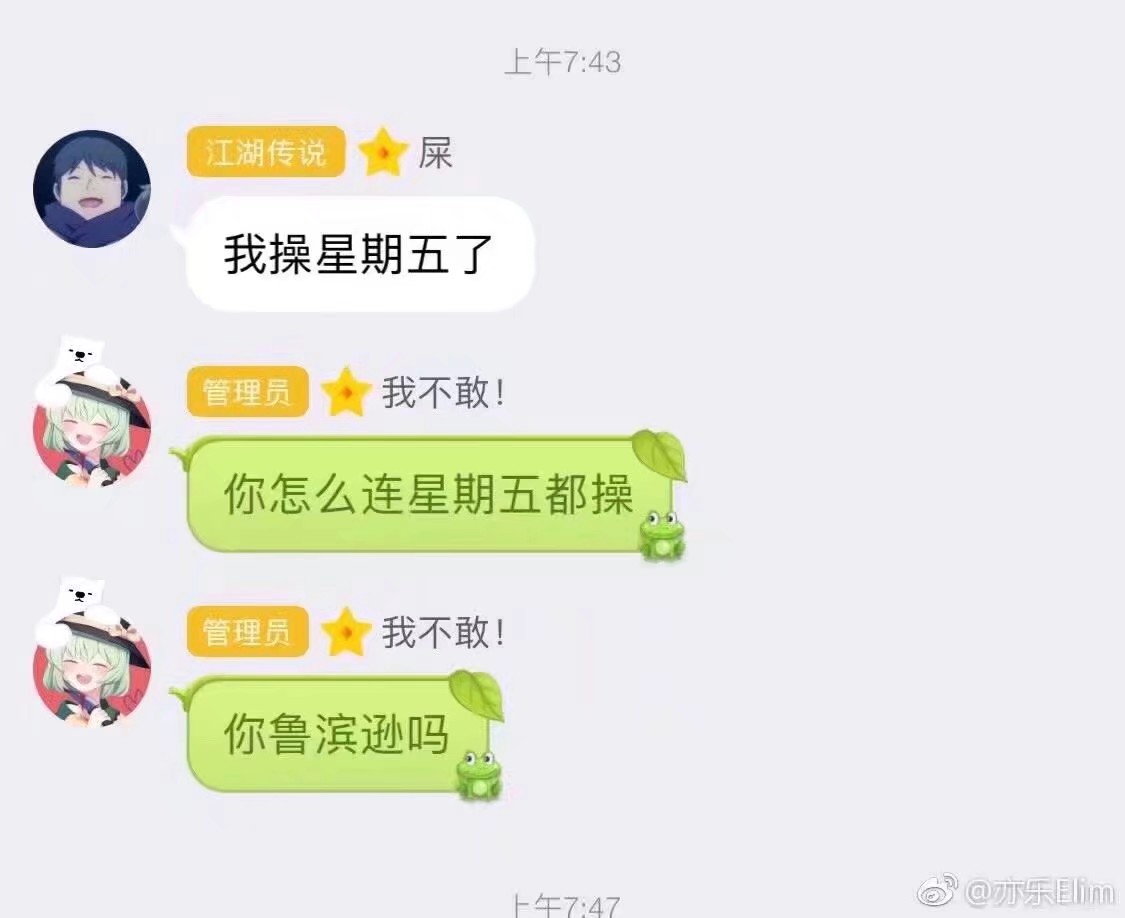 上午7:43
江湖传说 屎
我操星期五了
管理员 我不敢!
你怎么连星期五都操
管理员 我不敢!
你鲁滨逊吗
上午7:47
@亦乐Elim